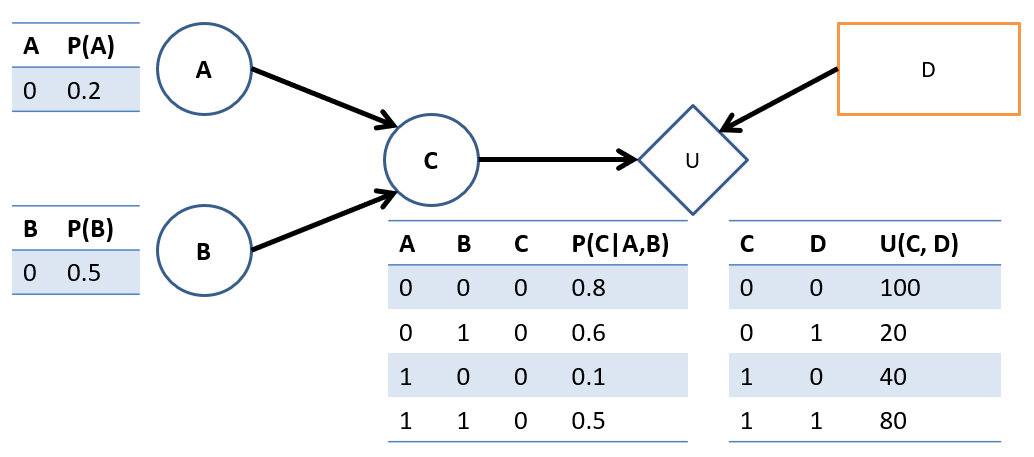 A P(A)
0 0.2
A
D
C
U
B P(B)
0 0.5
B
A B C P(C|A,B)
0 0 0 0.8
0 1 0 0.6
1 0 0 0.1
1 1 0 0.5
C D U(C, D)
0 0 100
0 1 20
1 0 40
1 1 80